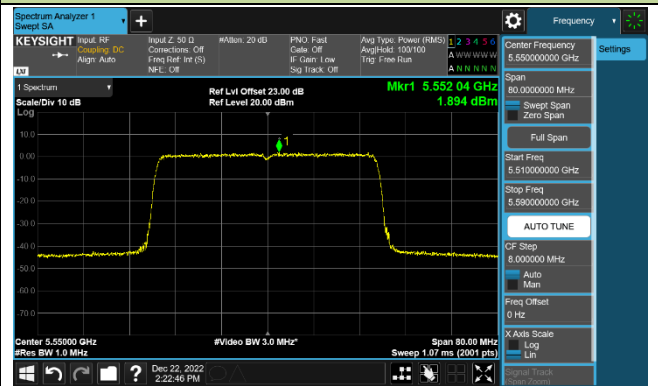 Spectrum Analyzer 1
Swept SA
Frequency
KEYSIGHT
Input: RF
Coupling: DC
Align: Auto
Input Z: 50 Ω
Corrections: Off
Freq Ref: Int (S)
NFE: Off
#Atten: 20 dB
PNO: Fast
Gate: Off
IF Gain: Low
Sig Track: Off
Avg Type: Power (RMS)
Avg|Hold: 100/100
Trig: Free Run
1 2 3 4 5 6
A W W W W W
A N N N N N
LXI
1 Spectrum
Scale/Div 10 dB
Log
Ref Lvl Offset 23.00 dB
Ref Level 20.00 dBm
Mkr1 5.552 04 GHz
1.894 dBm
1
10.0
0.00
-10.0
-20.0
-30.0
-40.0
-50.0
-60.0
-70.0
Center 5.55000 GHz
#Res BW 1.0 MHz
#Video BW 3.0 MHz*
Span 80.00 MHz
Sweep 1.07 ms (2001 pts)
Center Frequency
5.550000000 GHz
Span
80.0000000 MHz
Swept Span
Zero Span
Full Span
Start Freq
5.510000000 GHz
Stop Freq
5.590000000 GHz
AUTO TUNE
CF Step
8.000000 MHz
Auto
Man
Freq Offset
0 Hz
X Axis Scale
Log
Lin
Signal Track
(Span Zoom)
Settings
?
Dec 22, 2022
2:22:46 PM